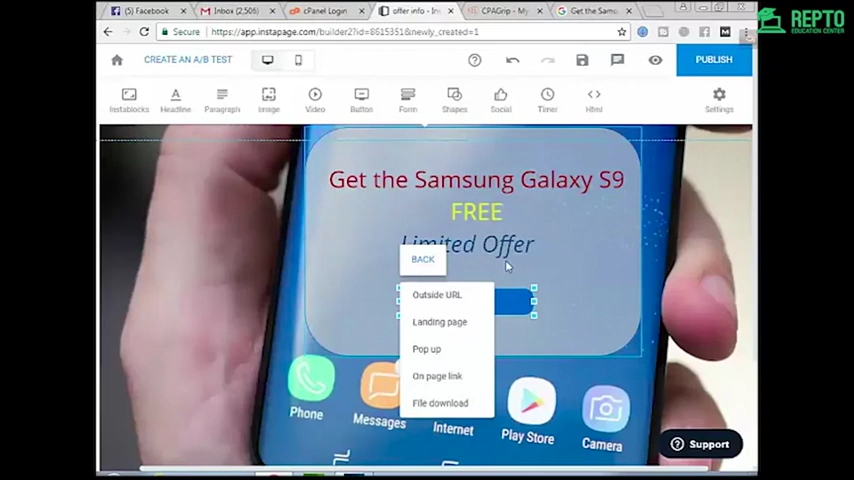 (5) Facebook
Inbox (2,506)
cPanel Login
offer info - In
CPAGrip - My
Get the Sams
REPTO
EDUCATION CENTER
Secure
https://app.instapage.com/builder2?id=8615351&newly_created=1
CREATE AN A/B TEST
PUBLISH
Instablocks
Headline
Paragraph
Image
Video
Button
Form
Shapes
Social
Timer
Html
Settings
Get the Samsung Galaxy S9
FREE
Limited Offer
BACK
Outside URL
Landing page
Pop up
On page link
File download
Phone
Messages
Internet
Play Store
Camera
Support